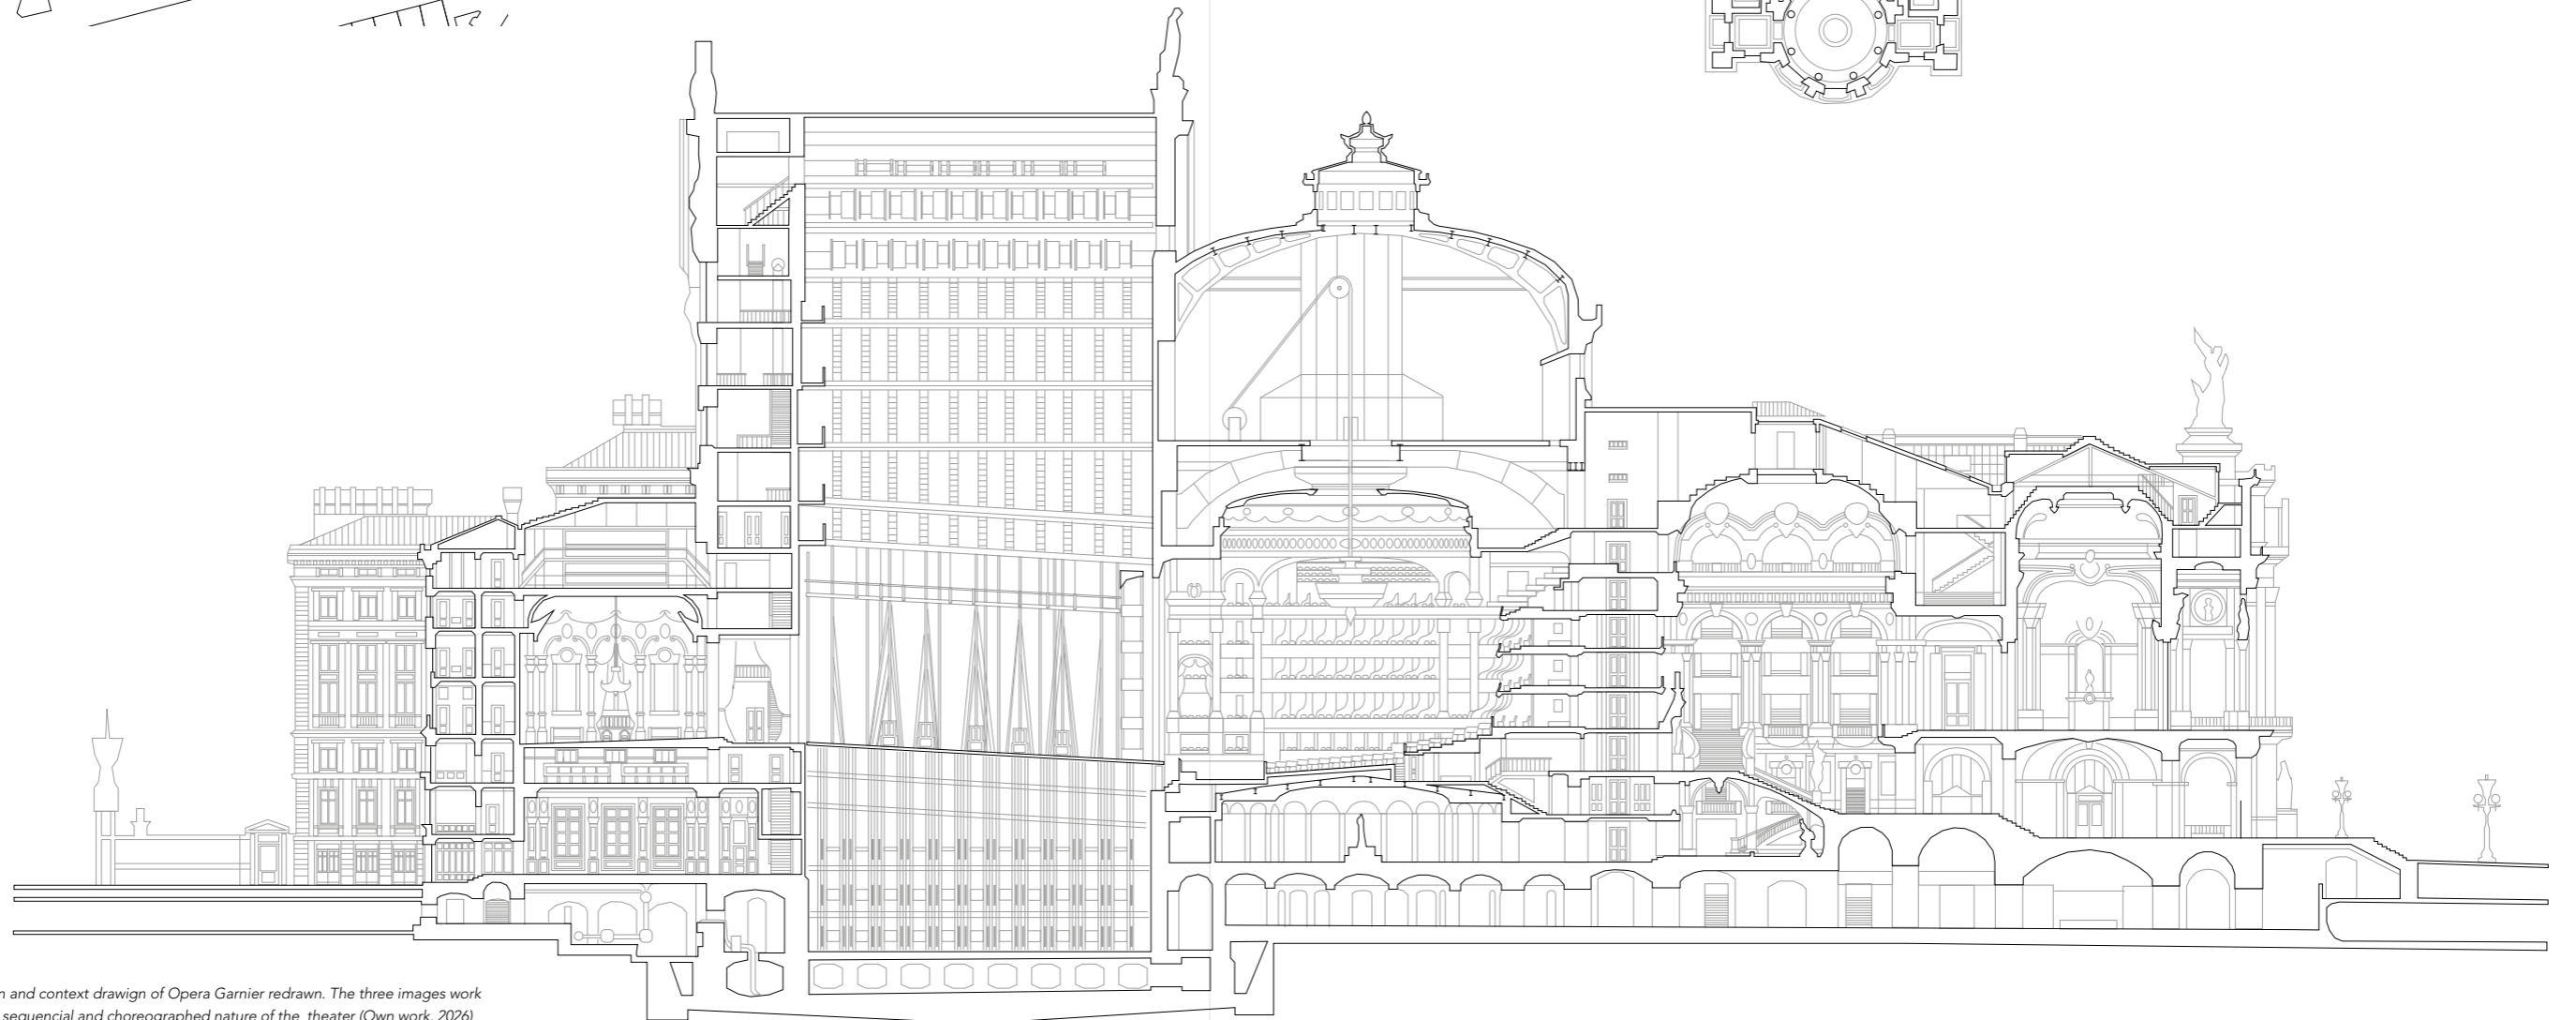 n and context drawign of Opera Garnier redrawn. The three images work
sequencial and choreographed nature of the theater (Own work, 2026)